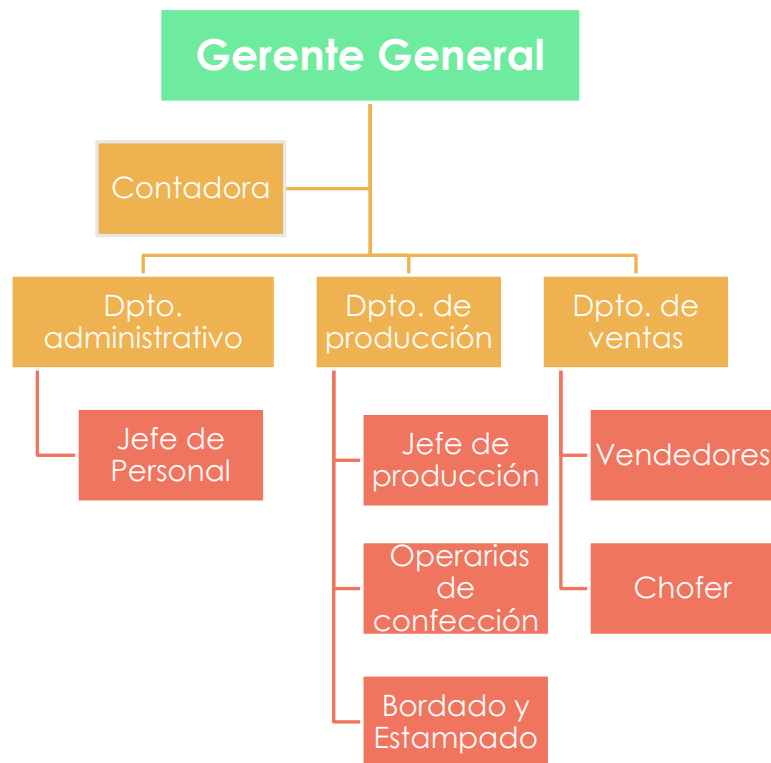 Gerente General
Contadora
Dpto.
administrativo
Dpto. de
producción
Dpto. de
ventas
Jefe de
Personal
Jefe de
producción
Operarias
de
confección
Bordado y
Estampado
Vendedores
Chofer